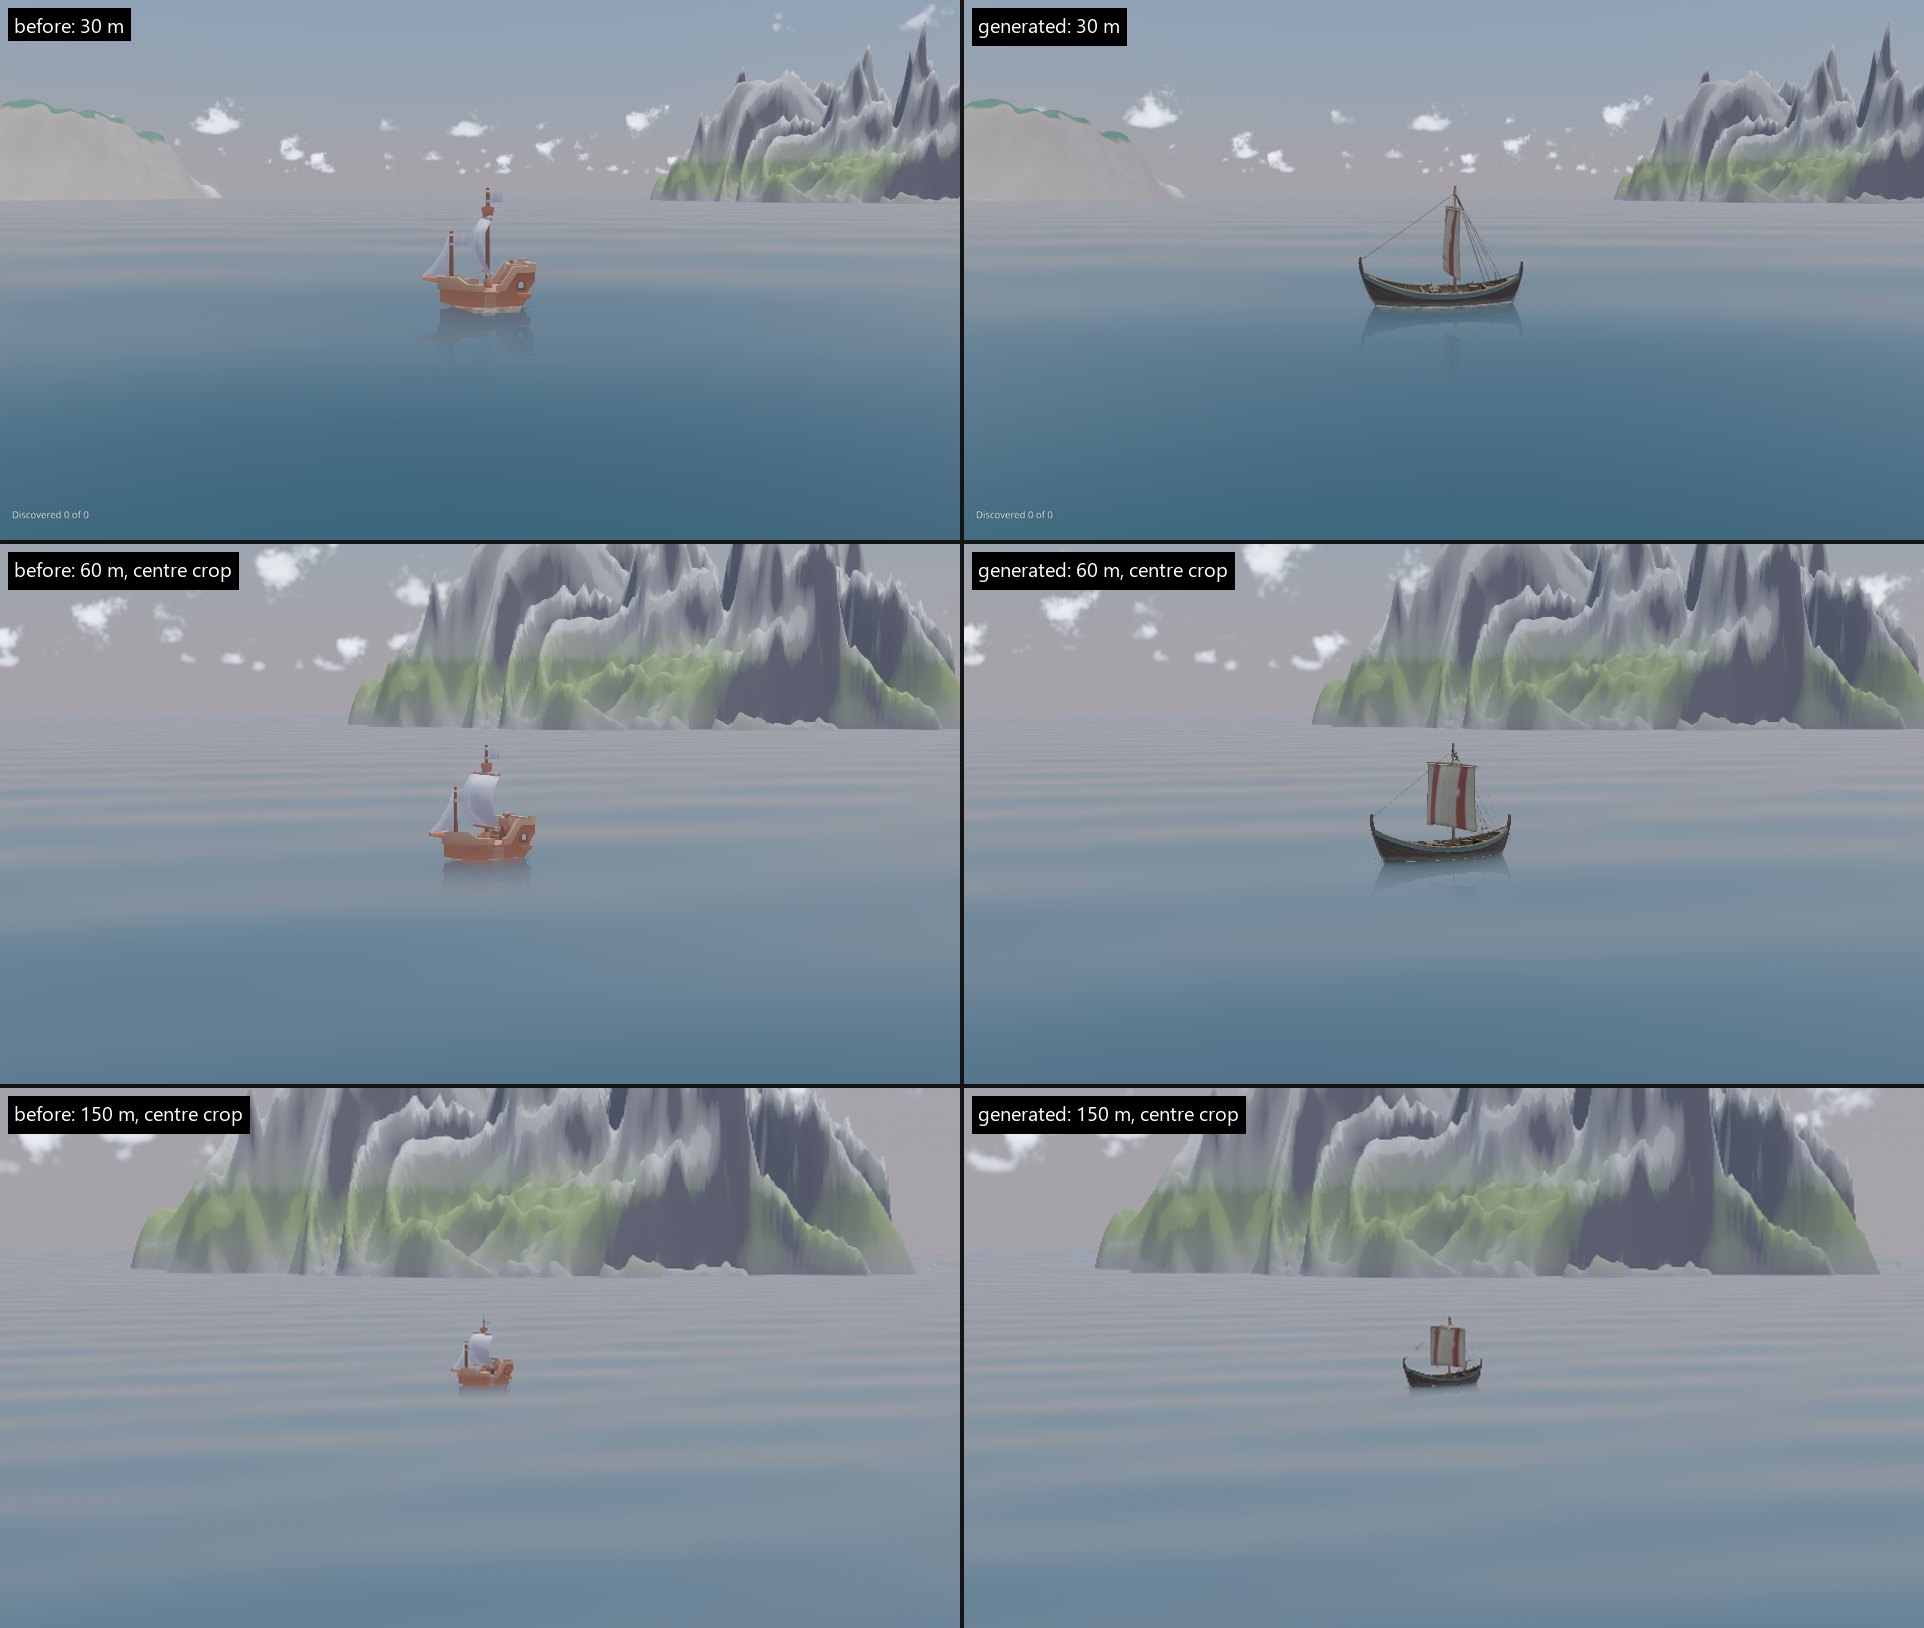 before: 30 m
generated: 30 m
Discovered 0 of 0
Discovered 0 of 0
before: 60 m, centre crop
generated: 60 m, centre crop
before: 150 m, centre crop
generated: 150 m, centre crop